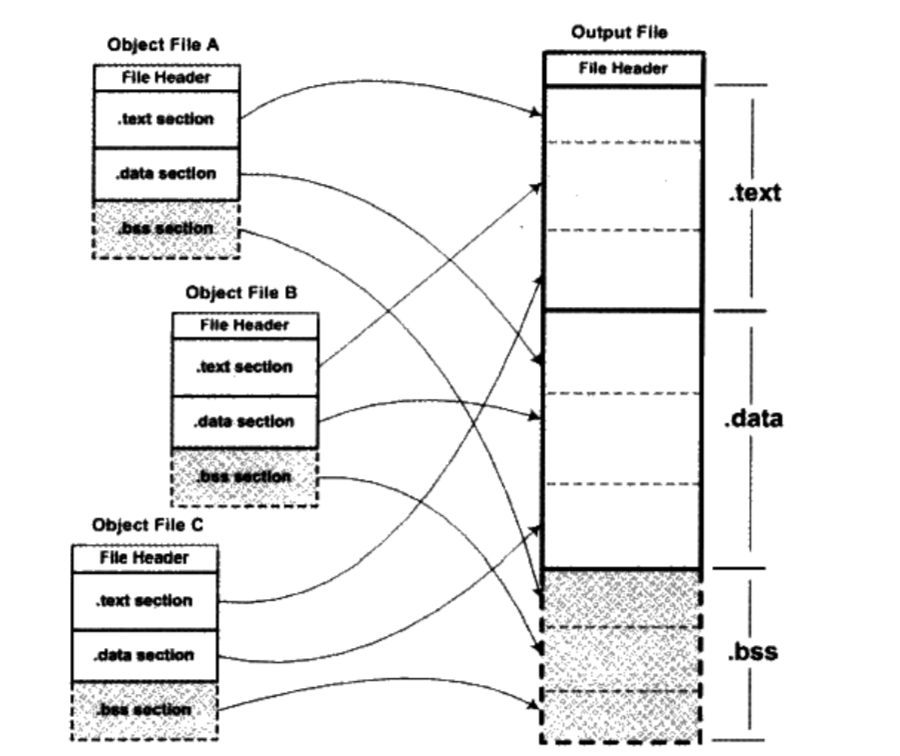 Object File A
File Header
.text section
.data section
.bss section
Object File B
File Header
.text section
.data section
.bss section
Object File C
File Header
.text section
.data section
.bss section
Output File
File Header
.text
.data
.bss